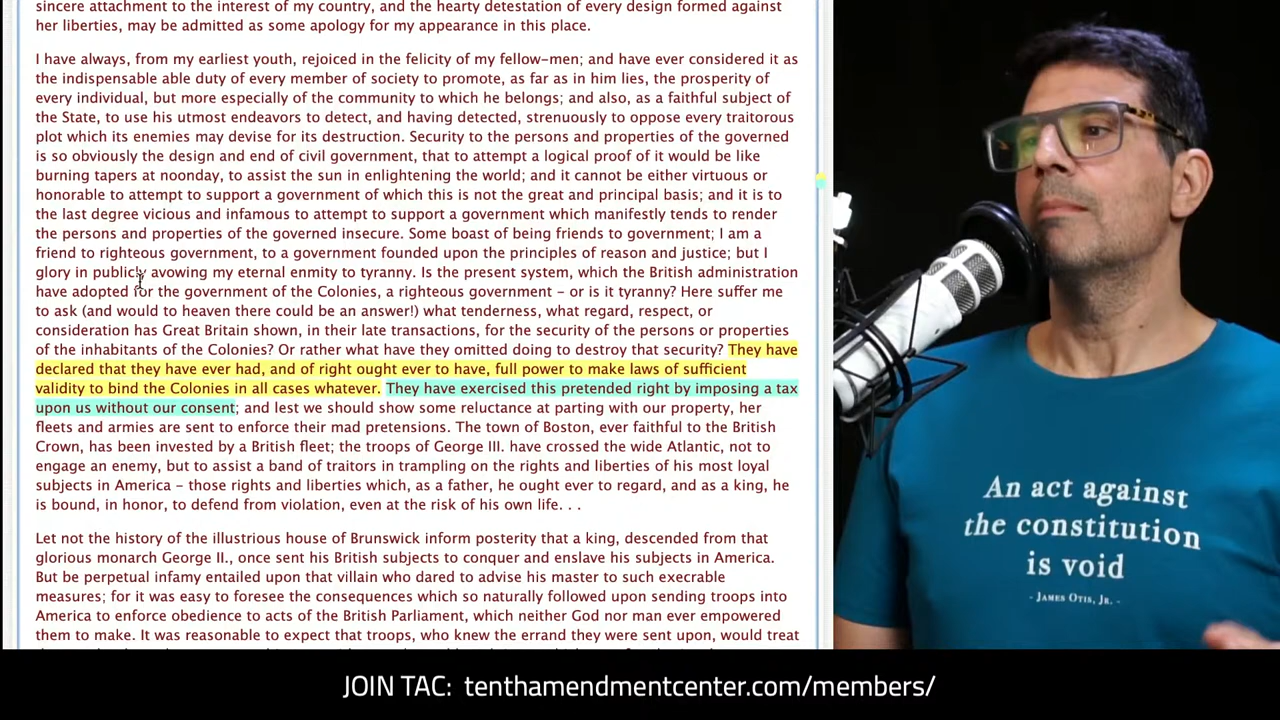 sincere attachment to the interest of my country, and the hearty detestation of every design formed against
her liberties, may be admitted as some apology for my appearance in this place.
I have always, from my earliest youth, rejoiced in the felicity of my fellow-men; and have ever considered it as
the indispensable able duty of every member of society to promote, as far as in him lies, the prosperity of
every individual, but more especially of the community to which he belongs; and also, as a faithful subject of
the State, to use his utmost endeavors to detect, and having detected, strenuously to oppose every traitorous
plot which its enemies may devise for its destruction. Security to the persons and properties of the governed
is so obviously the design and end of civil government, that to attempt a logical proof of it would be like
burning tapers at noonday, to assist the sun in enlightening the world; and it cannot be either virtuous or
honorable to attempt to support a government of which this is not the great and principal basis; and it is to
the last degree vicious and infamous to attempt to support a government which manifestly tends to render
the persons and properties of the governed insecure. Some boast of being friends to government; I am a
friend to righteous government, to a government founded upon the principles of reason and justice; but I
glory in publicly avowing my eternal enmity to tyranny. Is the present system, which the British administration
have adopted for the government of the Colonies, a righteous government – or is it tyranny? Here suffer me
to ask (and would to heaven there could be an answer!) what tenderness, what regard, respect, or
consideration has Great Britain shown, in their late transactions, for the security of the persons or properties
of the inhabitants of the Colonies? Or rather what have they omitted doing to destroy that security? They have
declared that they have ever had, and of right ought ever to have, full power to make laws of sufficient
validity to bind the Colonies in all cases whatever. They have exercised this pretended right by imposing a tax
upon us without our consent; and lest we should show some reluctance at parting with our property, her
fleets and armies are sent to enforce their mad pretensions. The town of Boston, ever faithful to the British
Crown, has been invested by a British fleet; the troops of George III. have crossed the wide Atlantic, not to
engage an enemy, but to assist a band of traitors in trampling on the rights and liberties of his most loyal
subjects in America – those rights and liberties which, as a father, he ought ever to regard, and as a king, he
is bound, in honor, to defend from violation, even at the risk of his own life. . .
Let not the history of the illustrious house of Brunswick inform posterity that a king, descended from that
glorious monarch George II., once sent his British subjects to conquer and enslave his subjects in America.
But be perpetual infamy entailed upon that villain who dared to advise his master to such execrable
measures; for it was easy to foresee the consequences which so naturally followed upon sending troops into
America to enforce obedience to acts of the British Parliament, which neither God nor man ever empowered
them to make. It was reasonable to expect that troops, who knew the errand they were sent upon, would treat
An act against
the constitution
is void
- JAMES OTIS, JR. -
JOIN TAC: tenthamendmentcenter.com/members/